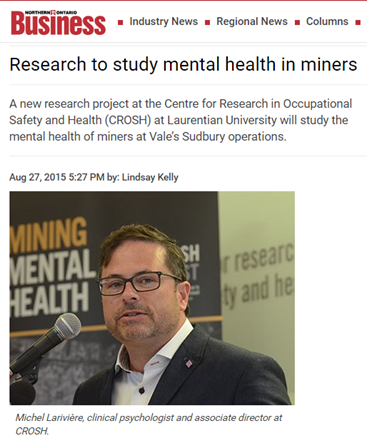 NORTHERN ONTARIO
Business
Industry News
Regional News
Columns
Research to study mental health in miners
A new research project at the Centre for Research in Occupational
Safety and Health (CROSH) at Laurentian University will study the
mental health of miners at Vale's Sudbury operations.
Aug 27, 2015 5:27 PM by: Lindsay Kelly
MINING
MENTAL
HEALTH
SH
ST
r researc
ty and he
Michel Larivière, clinical psychologist and associate director at
CROSH.